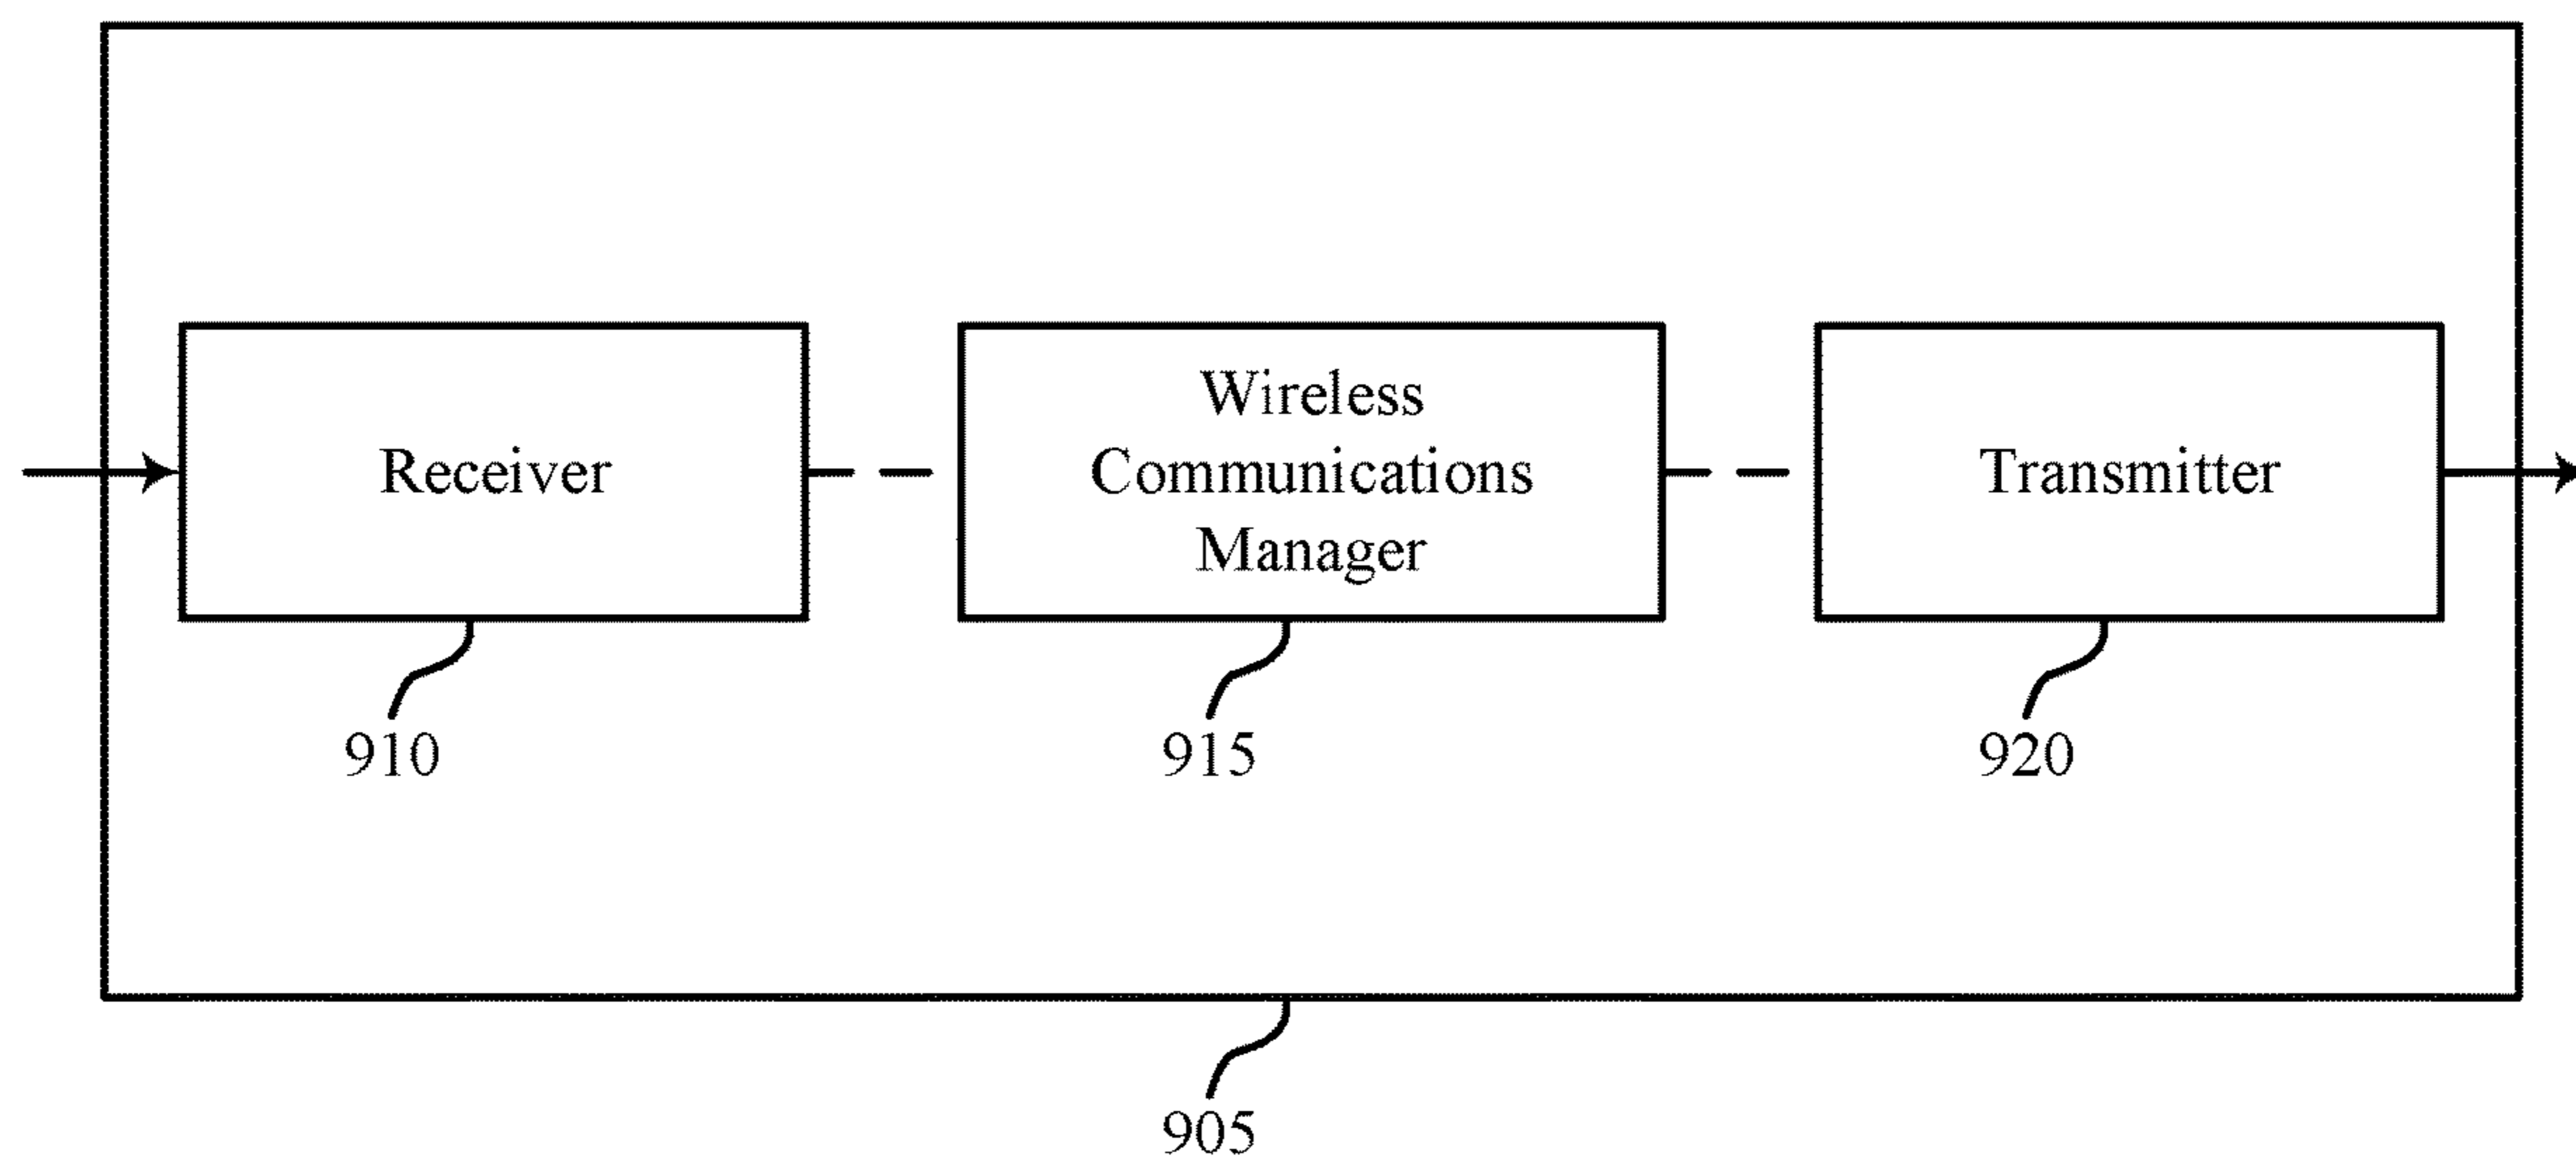 Receiver
Wireless
Communications
Manager
Transmitter
910
915
920
905